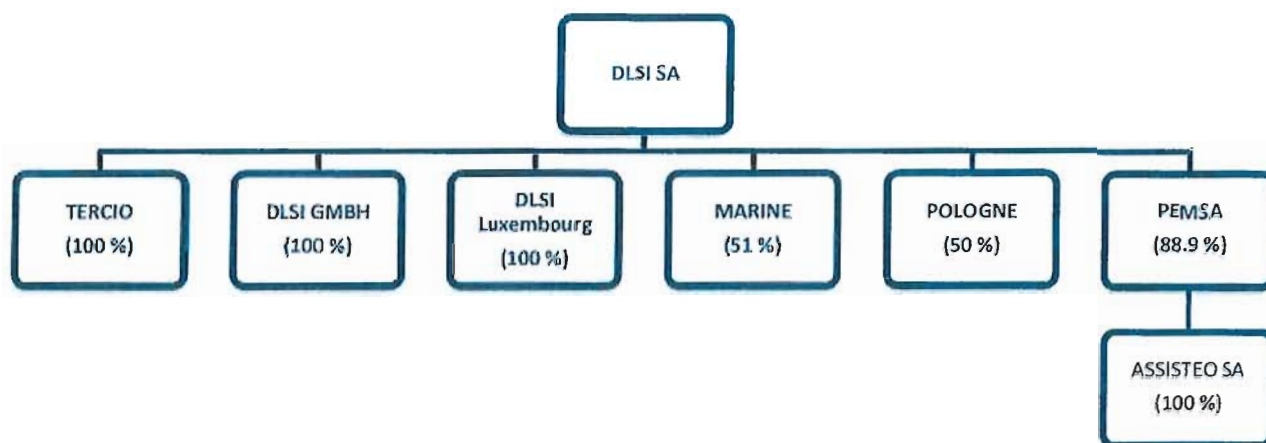 DLSI SA
TERCIO
(100 %)
DLSI GMBH
(100 %)
DLSI
Luxembourg
(100 %)
MARINE
(51 %)
POLOGNE
(50 %)
PEMSA
(88.9 %)
ASSISTEO SA
(100 %)